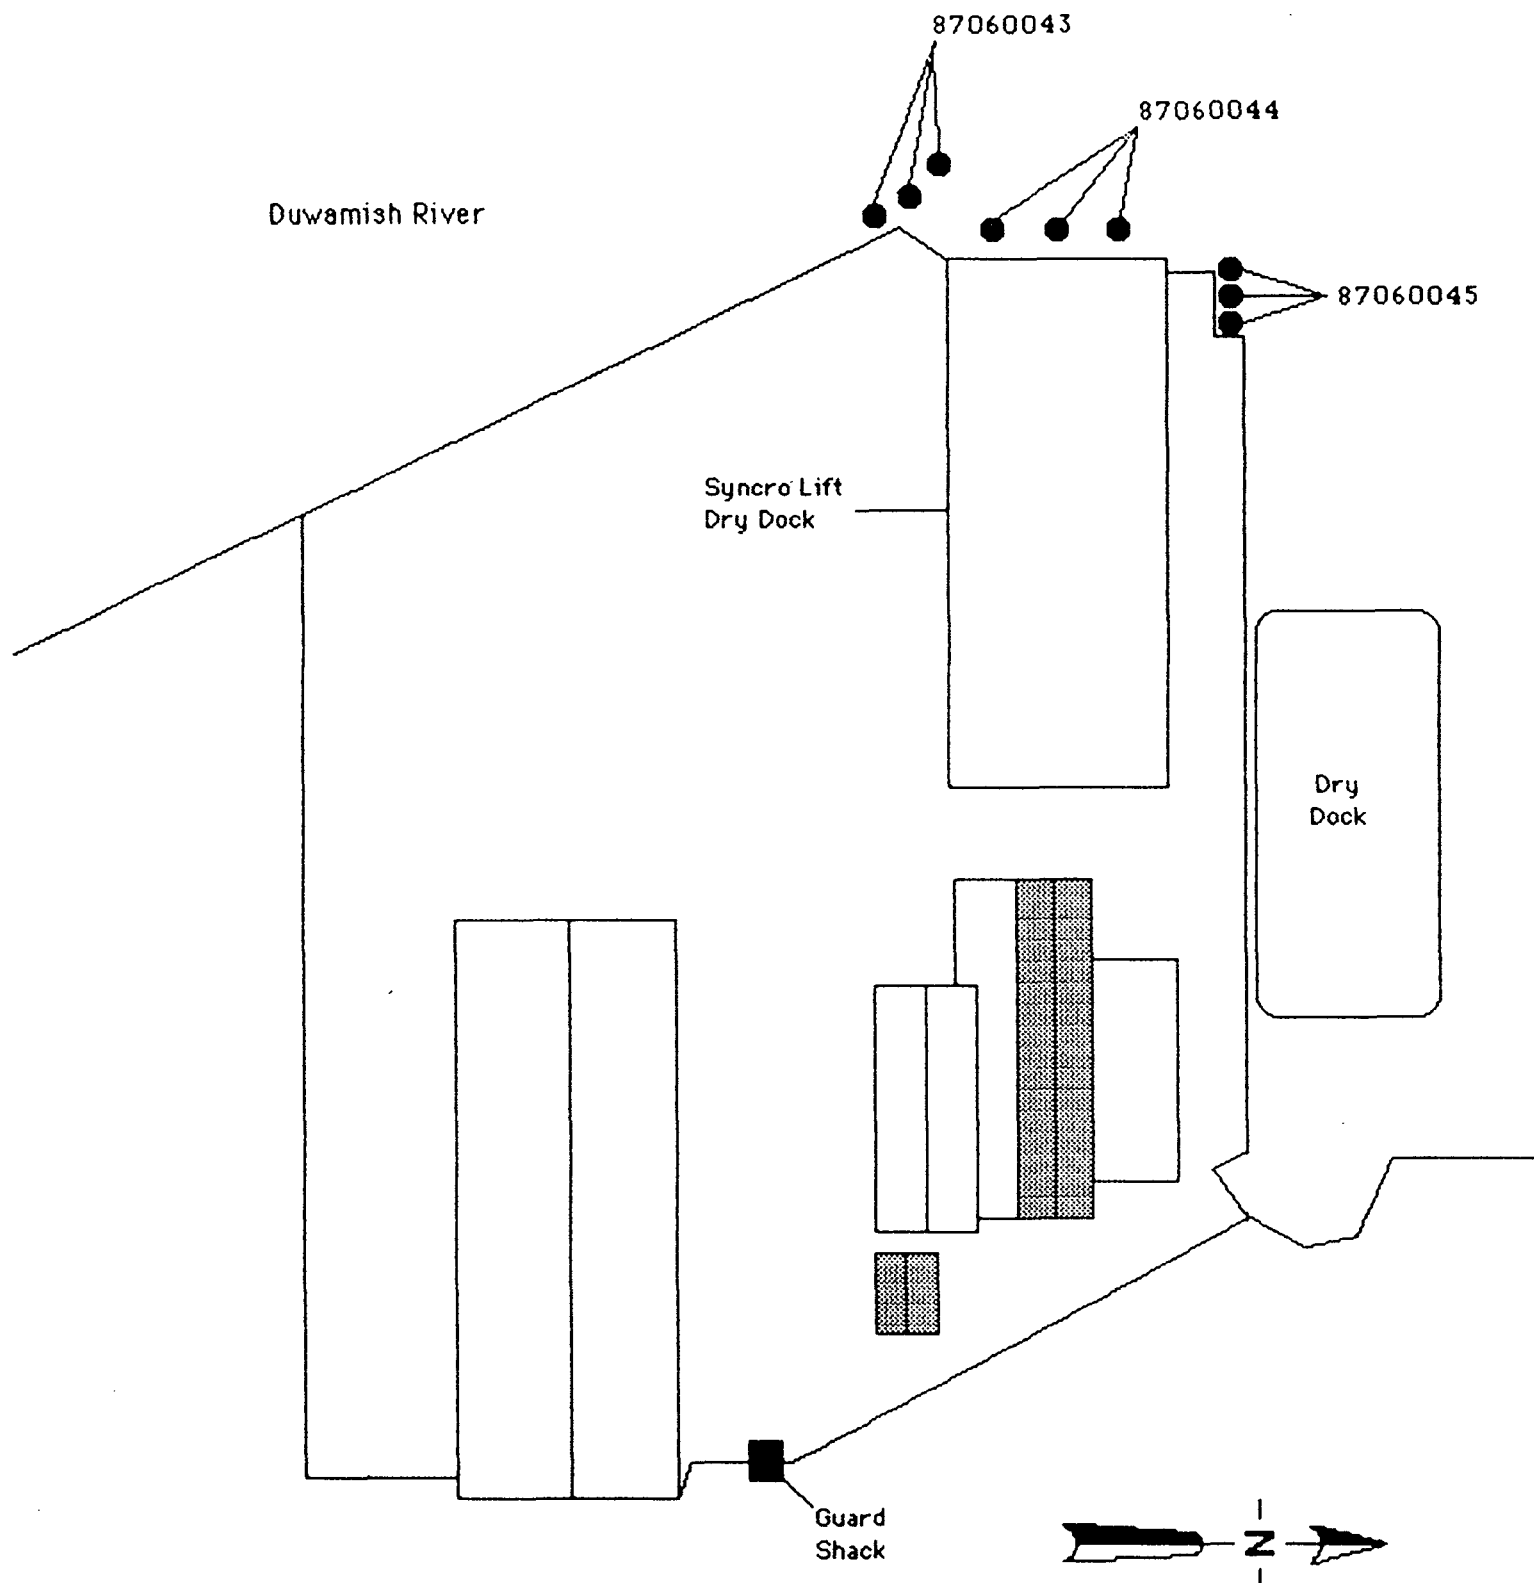 87060043
87060044
Duwamish River
87060045
Syncro Lift
Dry Dock
Dry
Dock
Guard
Shack
N